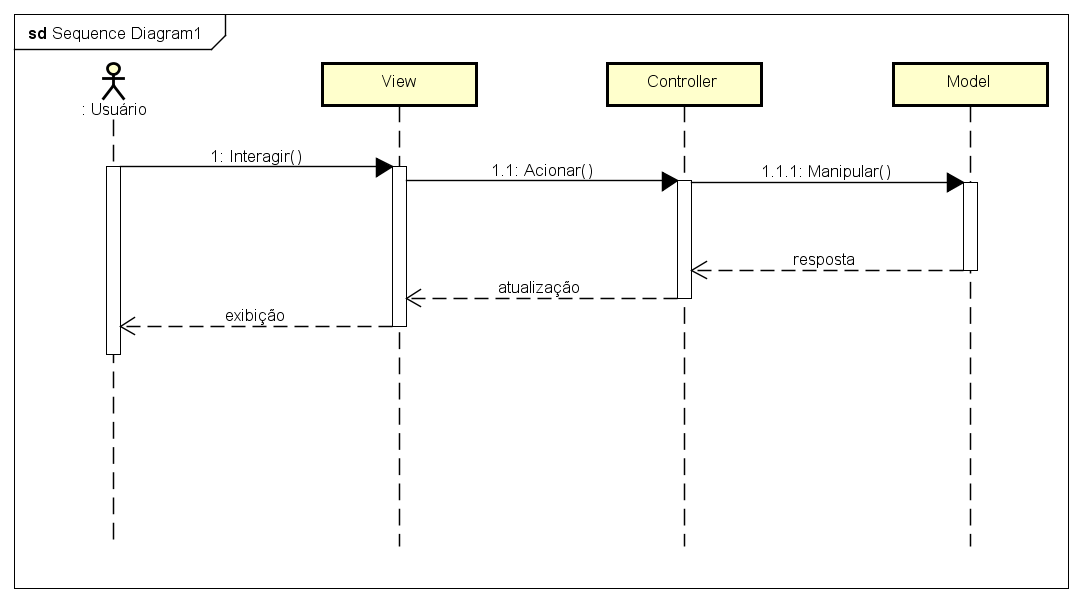 sd Sequence Diagram1
: Usuário
View
Controller
Model
1: Interagir()
1.1: Acionar()
1.1.1: Manipular()
resposta
atualização
exibição